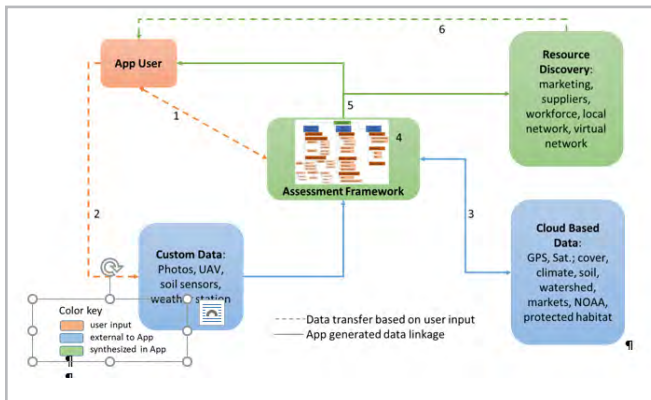 6
App User
Resource
Discovery:
marketing,
suppliers,
workforce, local
network, virtual
network
1
5
4
Assessment Framework
2
3
Custom Data:
Photos, UAV,
soil sensors,
weather station
Cloud Based
Data:
GPS, Sat.; cover,
climate, soil,
watershed,
markets, NOAA,
protected habitat
Color key
user input
external to App
synthesized in App
Data transfer based on user input
App generated data linkage
¶
¶
¶